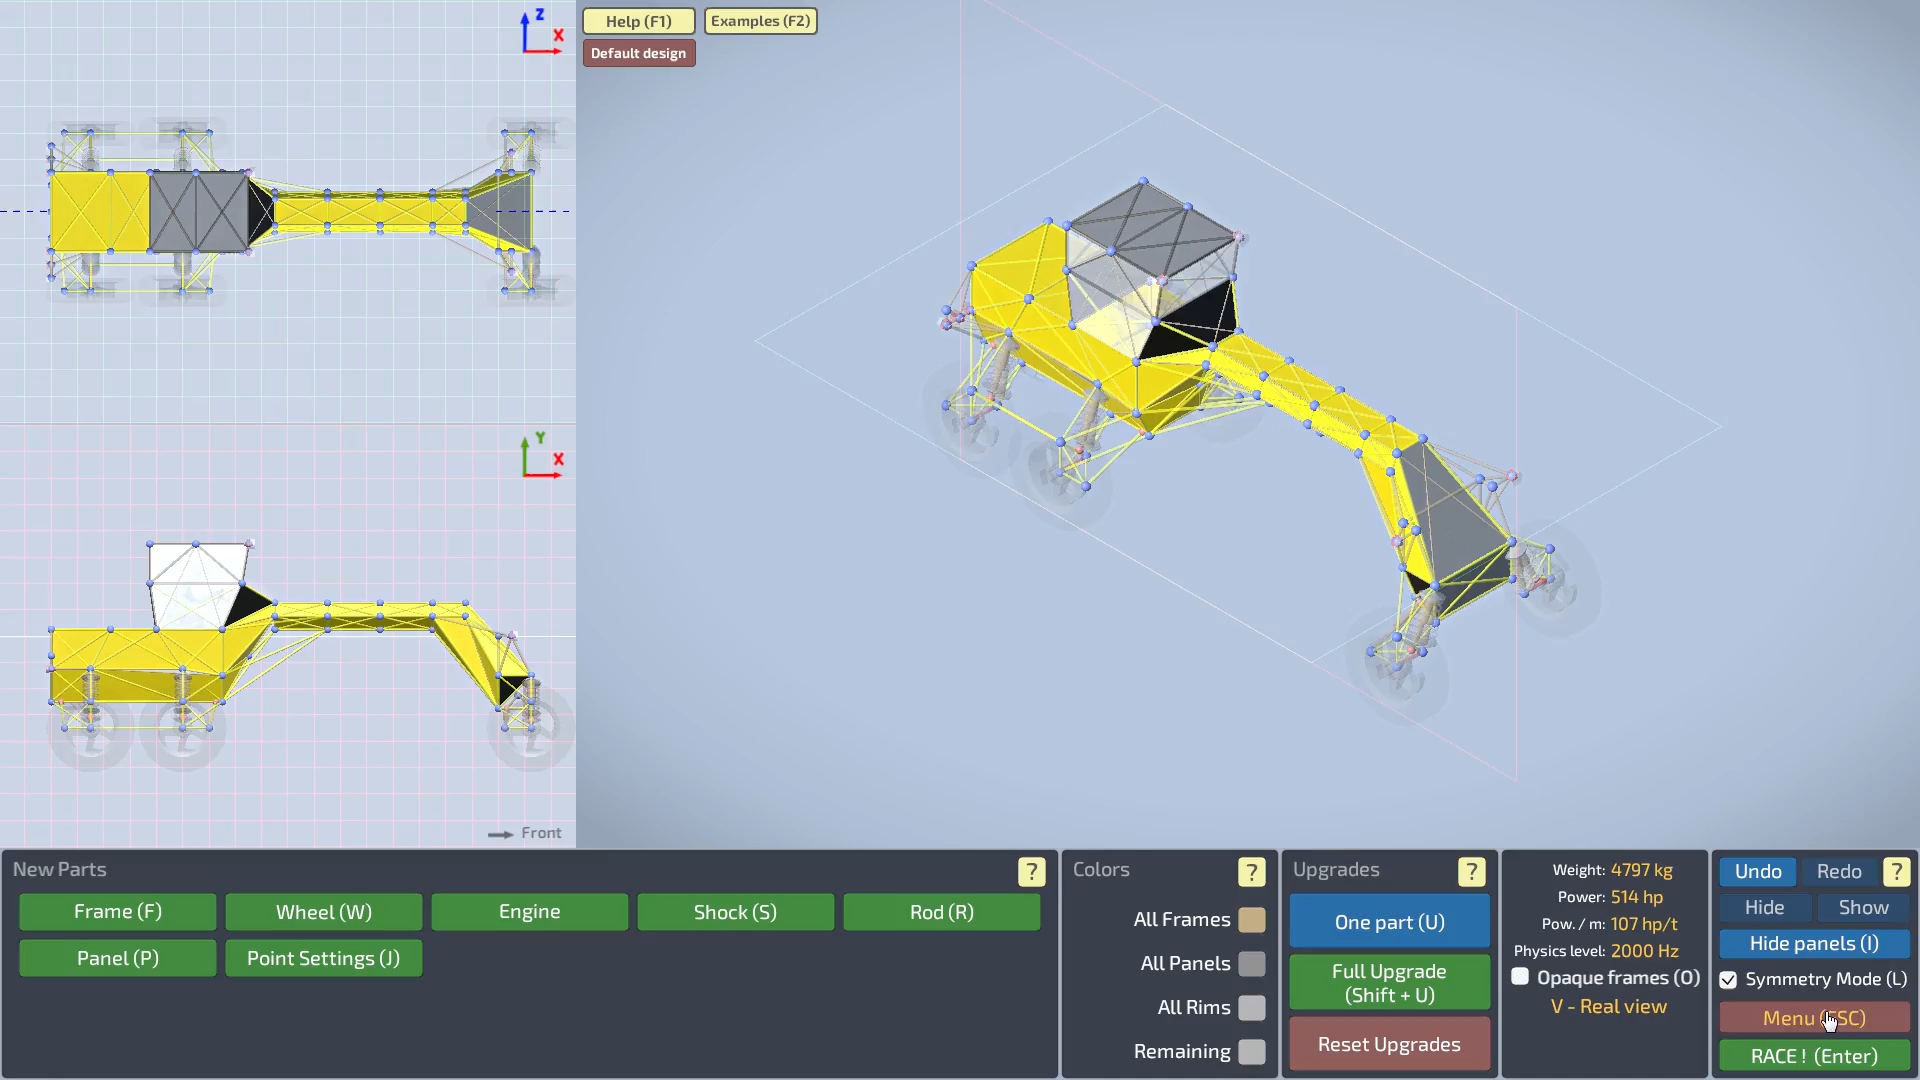 Z
X
Help (F1)
Examples (F2)
Default design
Y
X
Front
New Parts
?
Frame (F)
Wheel (W)
Engine
Shock (S)
Rod (R)
Panel (P)
Point Settings (J)
Colors
?
All Frames
All Panels
All Rims
Remaining
Upgrades
?
One part (U)
Full Upgrade
(Shift + U)
Reset Upgrades
Weight: 4797 kg
Power: 514 hp
Pow. / m: 107 hp/t
Physics level: 2000 Hz
Opaque frames (O)
V - Real view
Undo
Redo
?
Hide
Show
Hide panels (I)
Symmetry Mode (L)
Menu (ESC)
RACE ! (Enter)